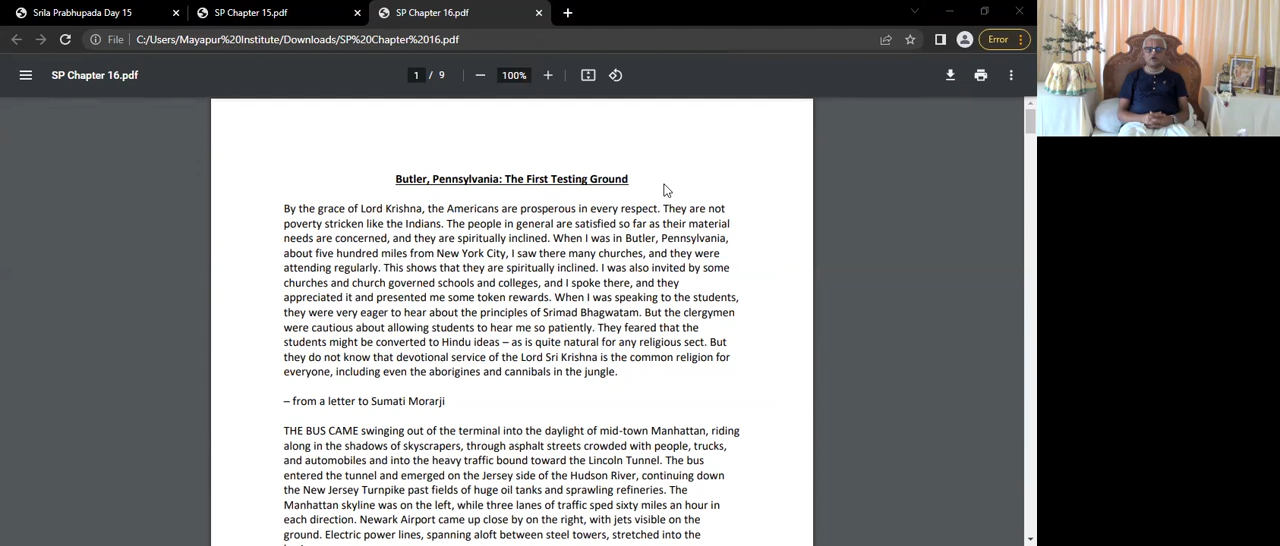 Srila Prabhupada Day 15
SP Chapter 15.pdf
SP Chapter 16.pdf
File
C:/Users/Mayapur%20Institute/Downloads/SP%20Chapter%2016.pdf
Error
SP Chapter 16.pdf
1 / 9
100%
Butler, Pennsylvania: The First Testing Ground
By the grace of Lord Krishna, the Americans are prosperous in every respect. They are not
poverty stricken like the Indians. The people in general are satisfied so far as their material
needs are concerned, and they are spiritually inclined. When I was in Butler, Pennsylvania,
about five hundred miles from New York City, I saw there many churches, and they were
attending regularly. This shows that they are spiritually inclined. I was also invited by some
churches and church governed schools and colleges, and I spoke there, and they
appreciated it and presented me some token rewards. When I was speaking to the students,
they were very eager to hear about the principles of Srimad Bhagwatam. But the clergymen
were cautious about allowing students to hear me so patiently. They feared that the
students might be converted to Hindu ideas – as is quite natural for any religious sect. But
they do not know that devotional service of the Lord Sri Krishna is the common religion for
everyone, including even the aborigines and cannibals in the jungle.
– from a letter to Sumati Morarji
THE BUS CAME swinging out of the terminal into the daylight of mid-town Manhattan, riding
along in the shadows of skyscrapers, through asphalt streets crowded with people, trucks,
and automobiles and into the heavy traffic bound toward the Lincoln Tunnel. The bus
entered the tunnel and emerged on the Jersey side of the Hudson River, continuing down
the New Jersey Turnpike past fields of huge oil tanks and sprawling refineries. The
Manhattan skyline was on the left, while three lanes of traffic sped sixty miles an hour in
each direction. Newark Airport came up close by on the right, with jets visible on the
ground. Electric power lines, spanning aloft between steel towers, stretched into the